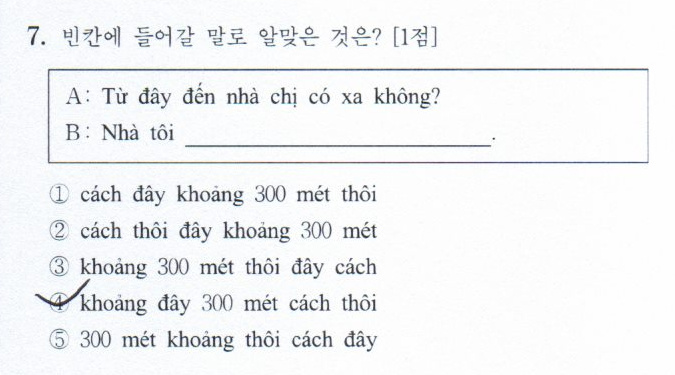 7. 빈칸에 들어갈 말로 알맞은 것은? [1점]
A: Từ đây đến nhà chị có xa không?
B: Nhà tôi ______________________________.
① cách đây khoảng 300 mét thôi
② cách thôi đây khoảng 300 mét
③ khoảng 300 mét thôi đây cách
④ khoảng đây 300 mét cách thôi
⑤ 300 mét khoảng thôi cách đây